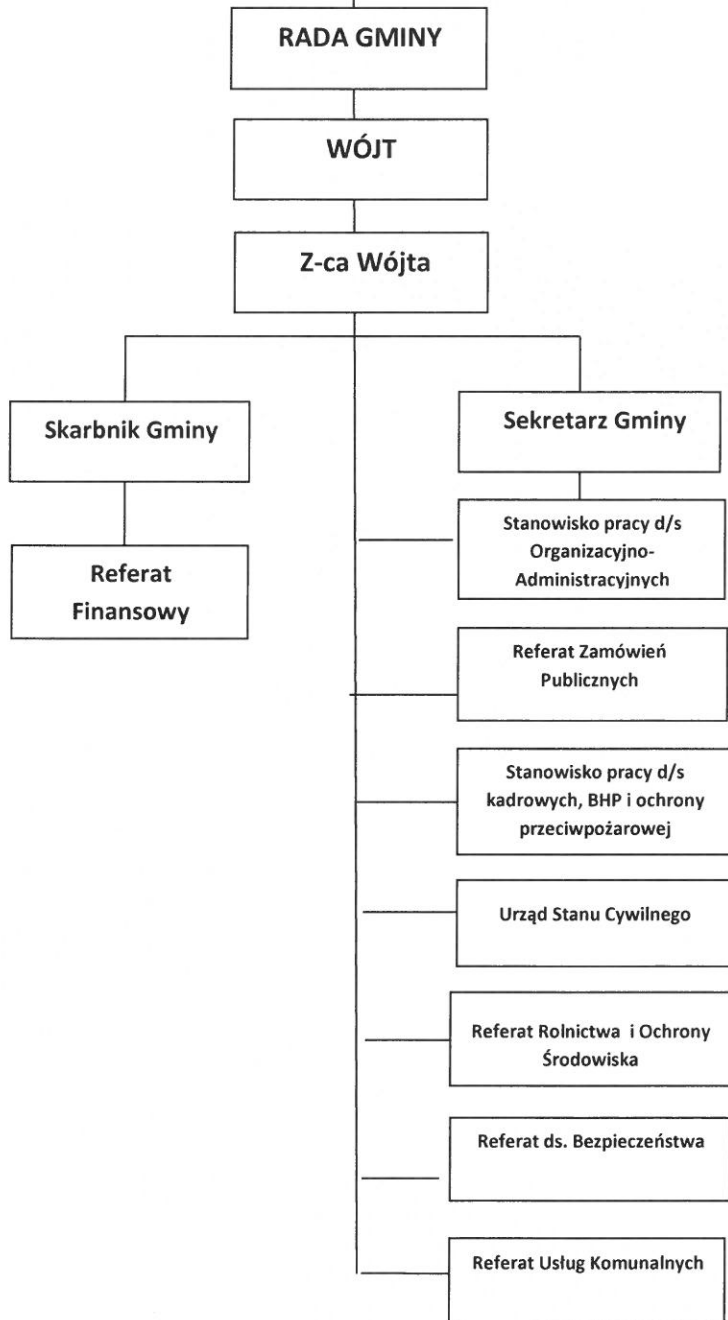 RADA GMINY
WÓJT
Z-ca Wójta
Skarbnik Gminy
Sekretarz Gminy
Referat
Finansowy
Stanowisko pracy d/s
Organizacyjno-
Administracyjnych
Referat Zamówień
Publicznych
Stanowisko pracy d/s
kadrowych, BHP i ochrony
przeciwpożarowej
Urząd Stanu Cywilnego
Referat Rolnictwa i Ochrony
Środowiska
Referat ds. Bezpieczeństwa
Referat Usług Komunalnych